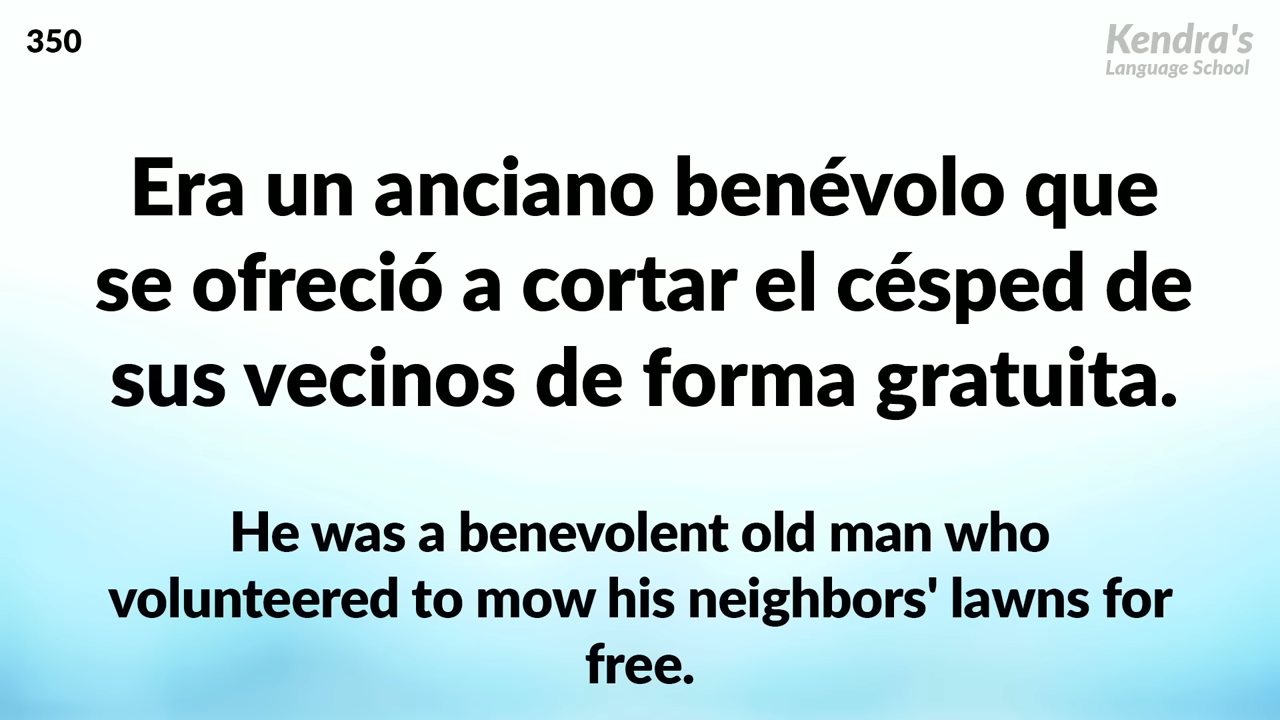 350
Kendra's
Language School
Era un anciano benévolo que
se ofreció a cortar el césped de
sus vecinos de forma gratuita.
He was a benevolent old man who
volunteered to mow his neighbors' lawns for
free.